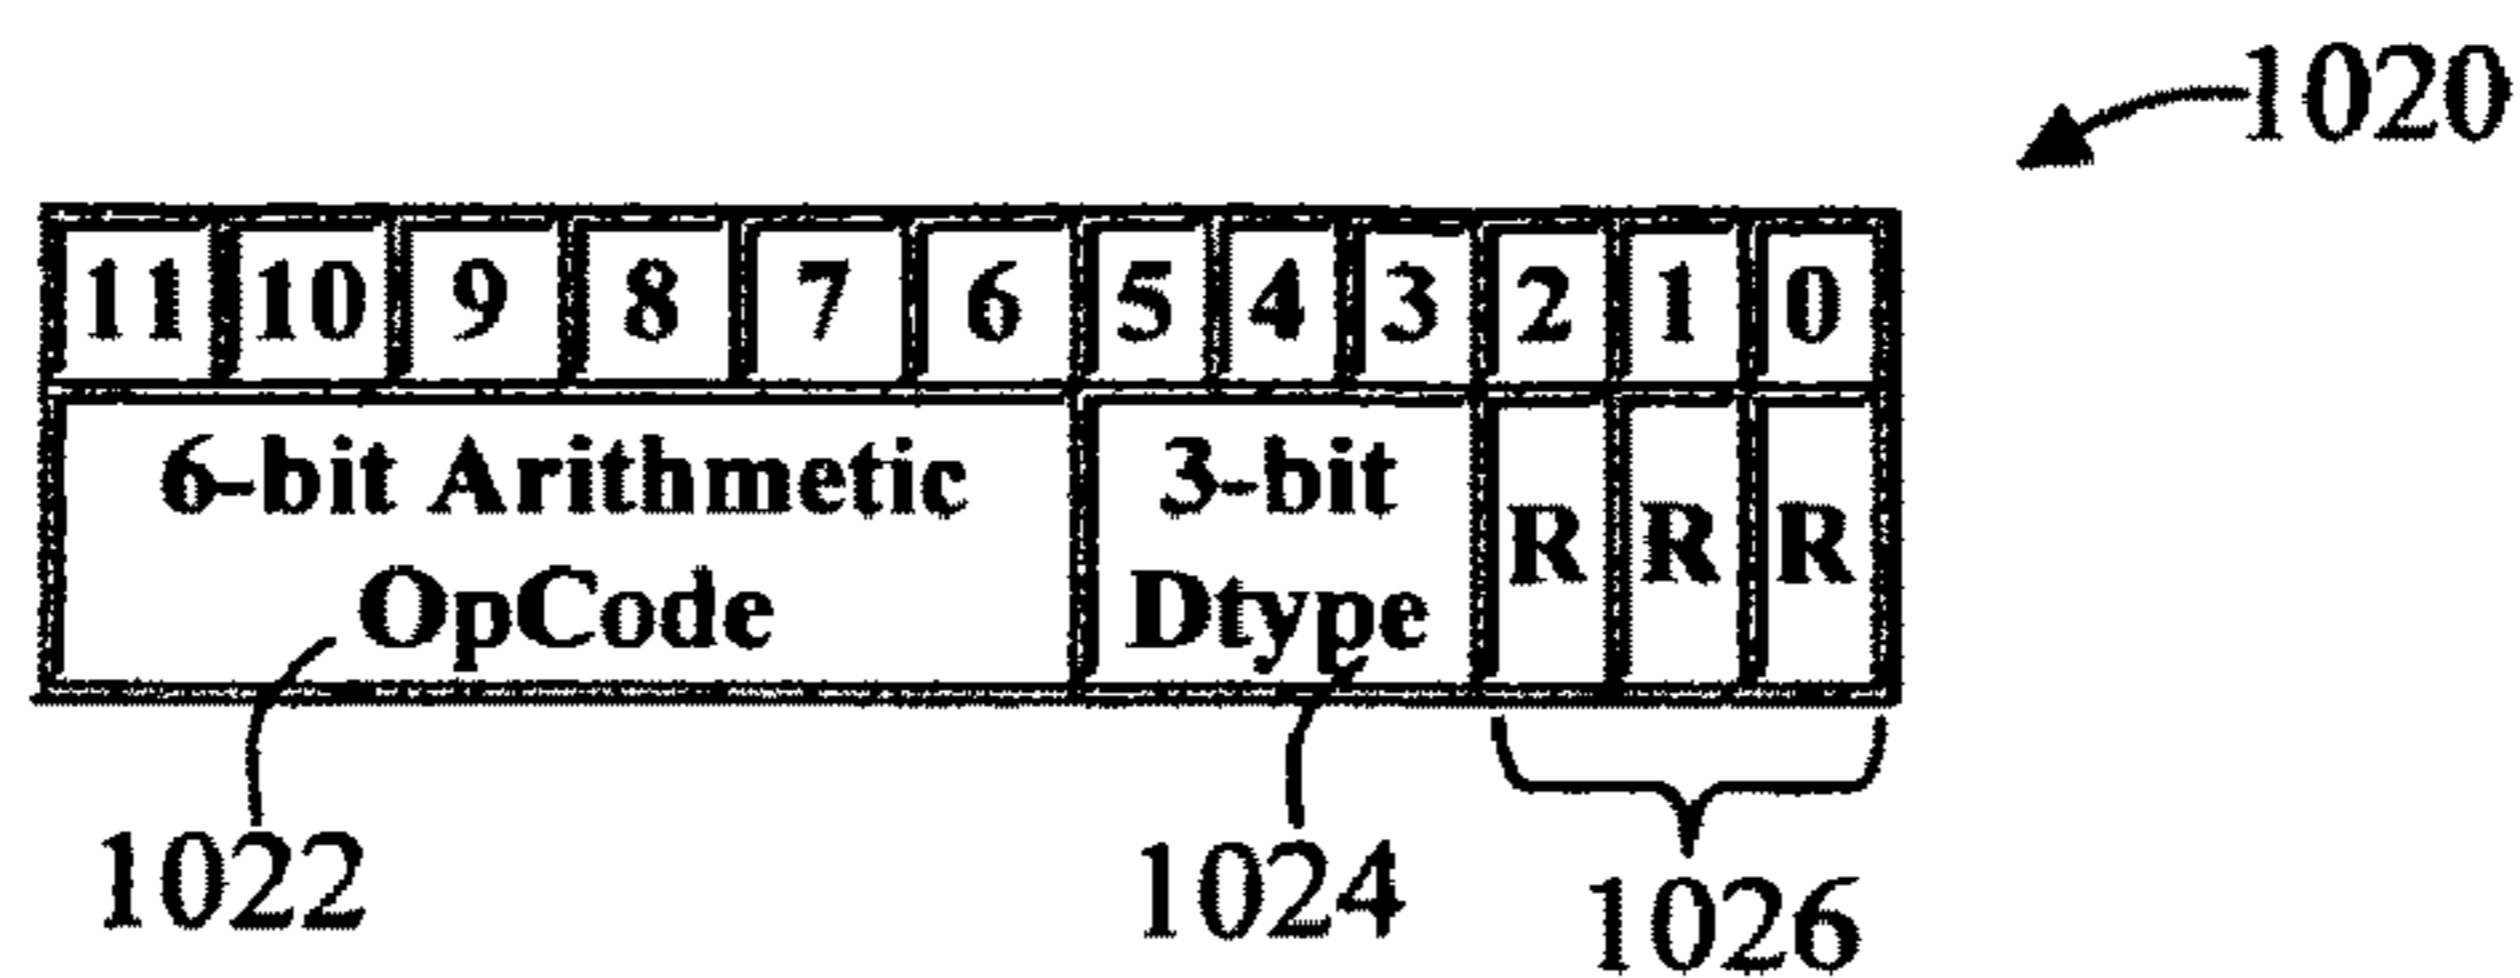 1020
11 10 9 8 7 6 5 4 3 2 1 0
6-bit Arithmetic
OpCode
3-bit
Dtype
R R R
1022
1024
1026